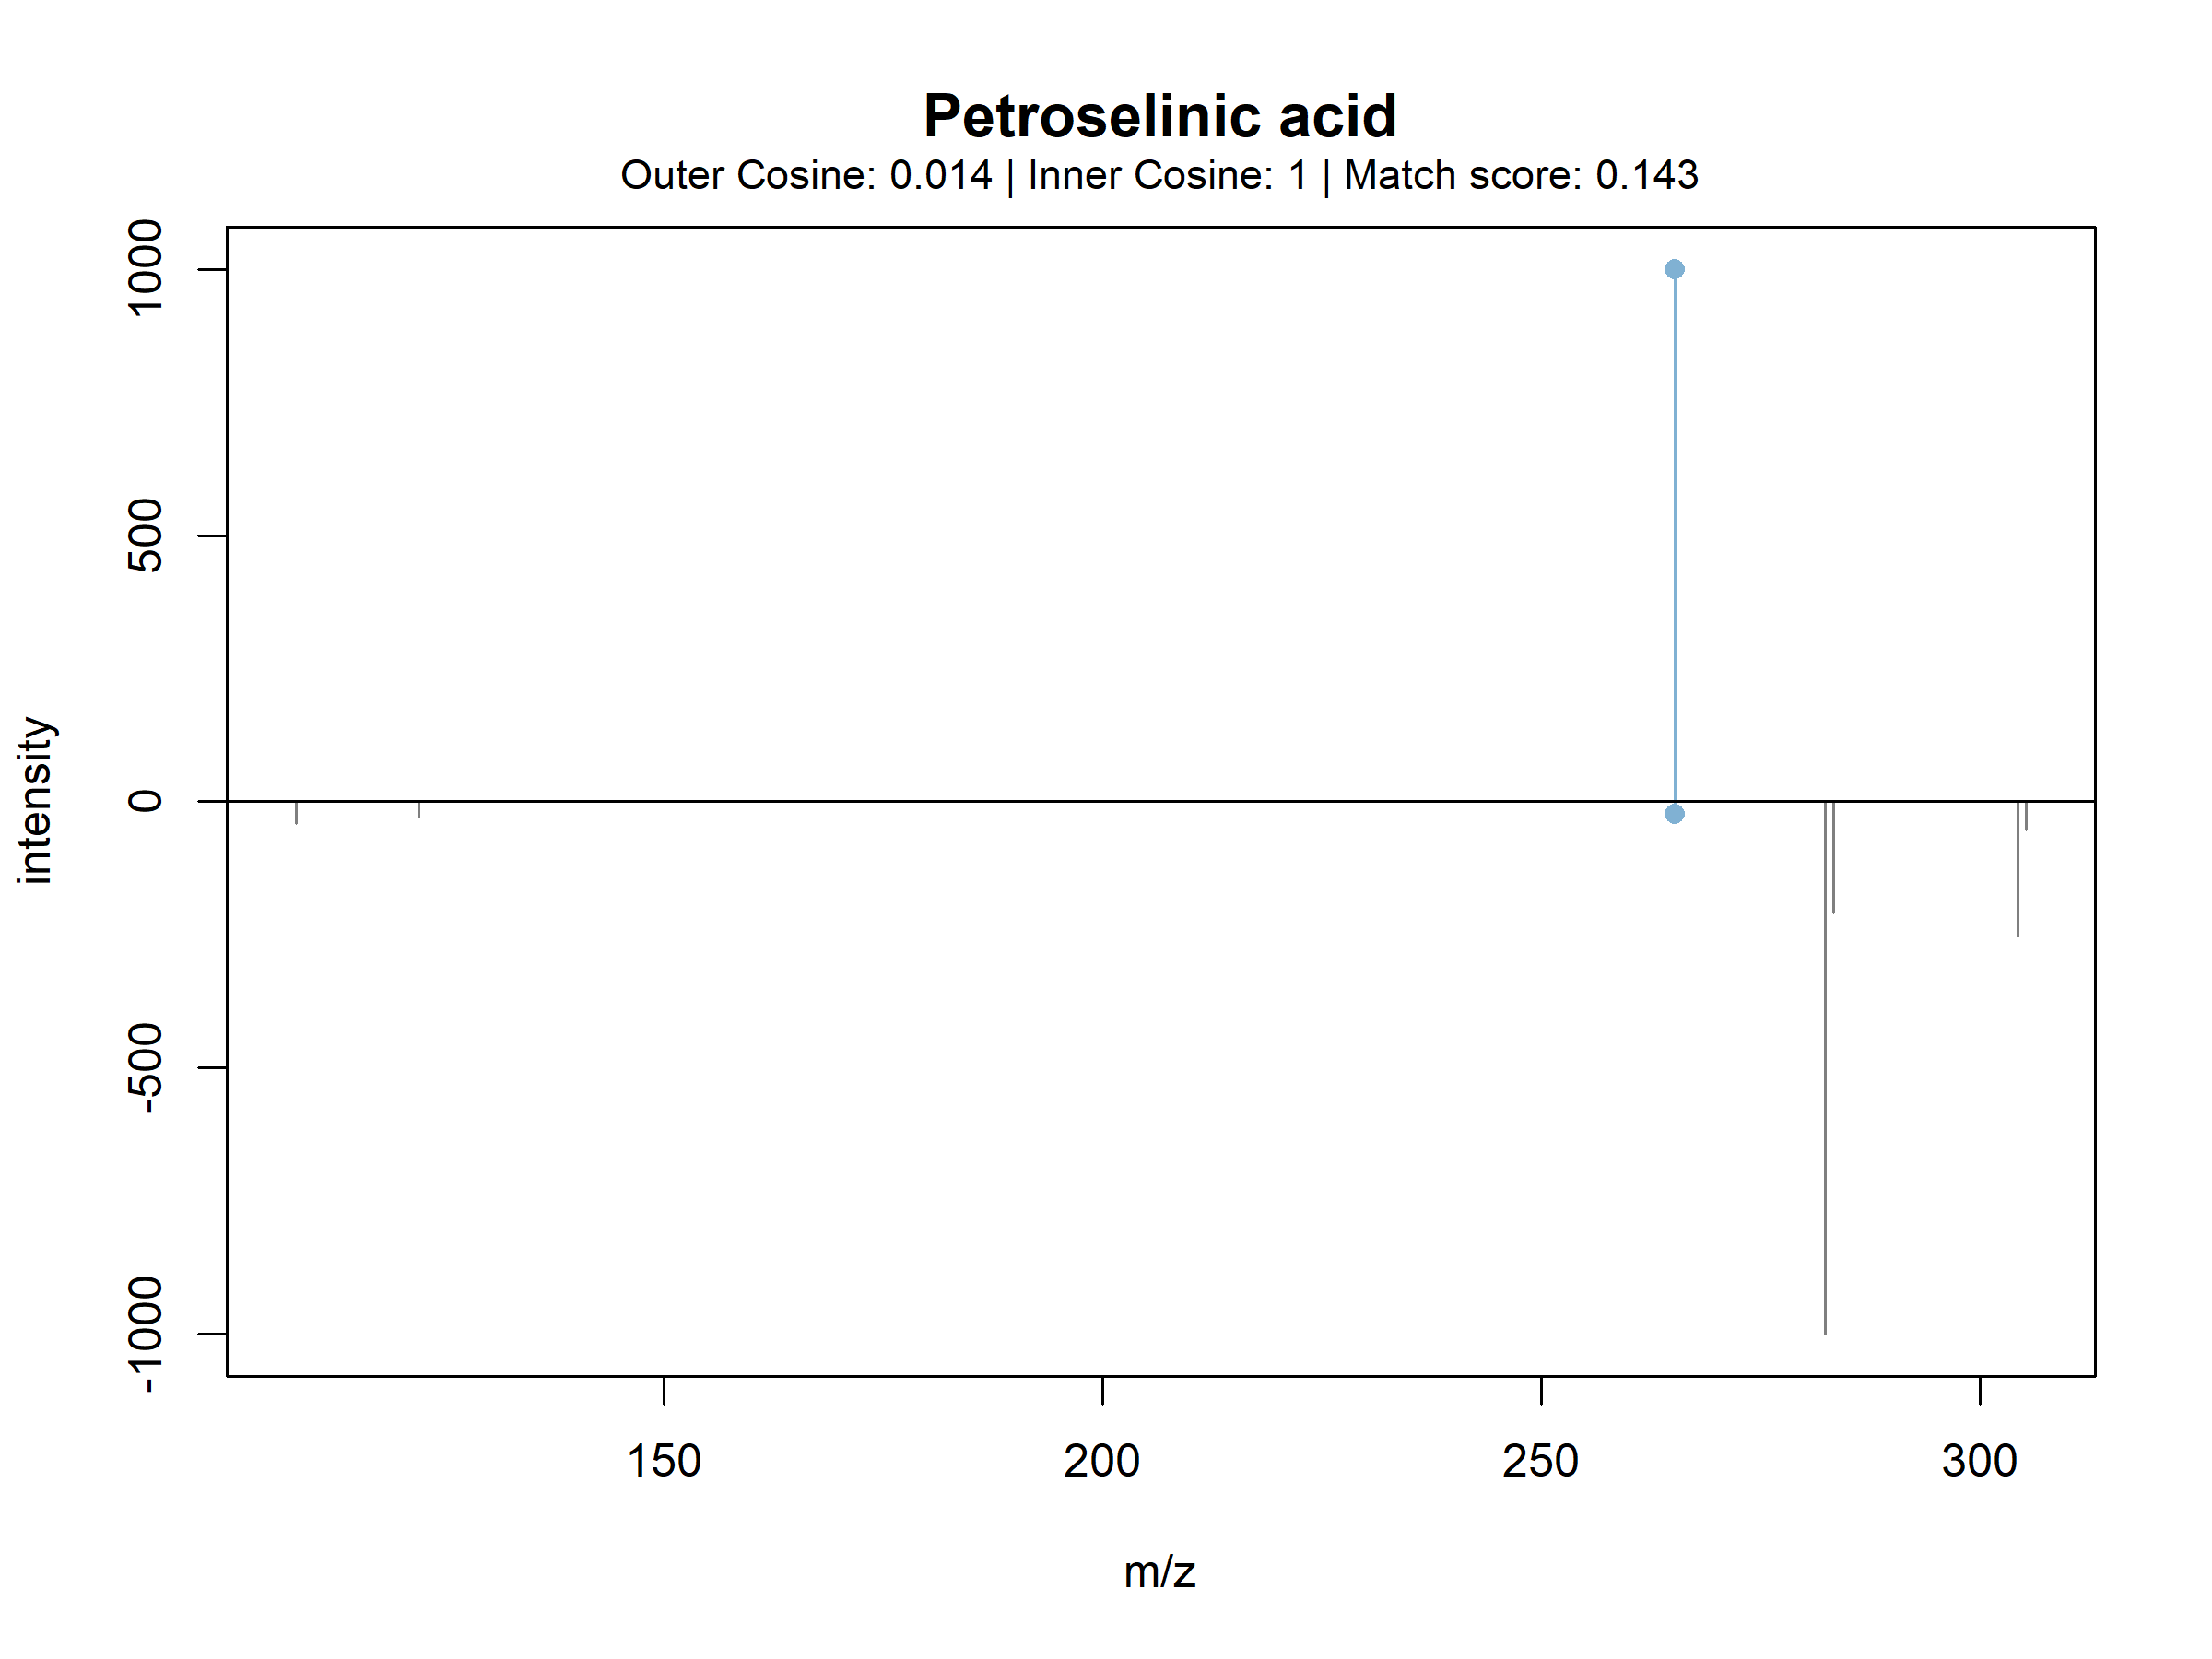 Petroselinic acid
Outer Cosine: 0.014 | Inner Cosine: 1 | Match score: 0.143
1000
500
0
-500
-1000
intensity
150 200 250 300
m/z